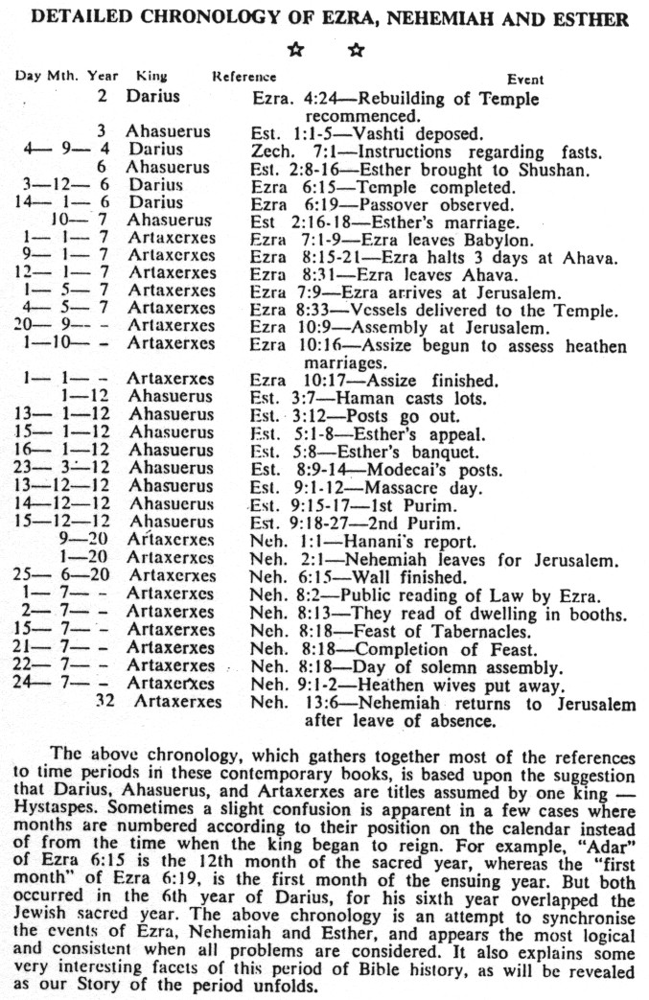 DETAILED CHRONOLOGY OF EZRA, NEHEMIAH AND ESTHER
☆ ☆
Day Mth. Year King Reference Event
2 Darius Ezra. 4:24—Rebuilding of Temple
recommenced.
3 Ahasuerus Est. 1:1-5—Vashti deposed.
4— 9— 4 Darius Zech. 7:1—Instructions regarding fasts.
6 Ahasuerus Est. 2:8-16—Esther brought to Shushan.
3—12— 6 Darius Ezra 6:15—Temple completed.
14— 1— 6 Darius Ezra 6:19—Passover observed.
10— 7 Ahasuerus Est 2:16-18—Esther's marriage.
1— 1— 7 Artaxerxes Ezra 7:1-9—Ezra leaves Babylon.
9— 1— 7 Artaxerxes Ezra 8:15-21—Ezra halts 3 days at Ahava.
12— 1— 7 Artaxerxes Ezra 8:31—Ezra leaves Ahava.
1— 5— 7 Artaxerxes Ezra 7:9—Ezra arrives at Jerusalem.
4— 5— 7 Artaxerxes Ezra 8:33—Vessels delivered to the Temple.
20— 9— - Artaxerxes Ezra 10:9—Assembly at Jerusalem.
1—10— - Artaxerxes Ezra 10:16—Assize begun to assess heathen
marriages.
1— 1— - Artaxerxes Ezra 10:17—Assize finished.
1—12 Ahasuerus Est. 3:7—Haman casts lots.
13— 1—12 Ahasuerus Est. 3:12—Posts go out.
15— 1—12 Ahasuerus Est. 5:1-8—Esther's appeal.
16— 1—12 Ahasuerus Est. 5:8—Esther's banquet.
23— 3—12 Ahasuerus Est. 8:9-14—Modecai's posts.
13—12—12 Ahasuerus Est. 9:1-12—Massacre day.
14—12—12 Ahasuerus Est. 9:15-17—1st Purim.
15—12—12 Ahasuerus Est. 9:18-27—2nd Purim.
9—20 Artaxerxes Neh. 1:1—Hanani's report.
1—20 Artaxerxes Neh. 2:1—Nehemiah leaves for Jerusalem.
25— 6—20 Artaxerxes Neh. 6:15—Wall finished.
1— 7— - Artaxerxes Neh. 8:2—Public reading of Law by Ezra.
2— 7— - Artaxerxes Neh. 8:13—They read of dwelling in booths.
15— 7— - Artaxerxes Neh. 8:18—Feast of Tabernacles.
21— 7— - Artaxerxes Neh. 8:18—Completion of Feast.
22— 7— - Artaxerxes Neh. 8:18—Day of solemn assembly.
24— 7— - Artaxerxes Neh. 9:1-2—Heathen wives put away.
32 Artaxerxes Neh. 13:6—Nehemiah returns to Jerusalem
after leave of absence.
The above chronology, which gathers together most of the references
to time periods in these contemporary books, is based upon the suggestion
that Darius, Ahasuerus, and Artaxerxes are titles assumed by one king —
Hystaspes. Sometimes a slight confusion is apparent in a few cases where
months are numbered according to their position on the calendar instead
of from the time when the king began to reign. For example, "Adar"
of Ezra 6:15 is the 12th month of the sacred year, whereas the "first
month" of Ezra 6:19, is the first month of the ensuing year. But both
occurred in the 6th year of Darius, for his sixth year overlapped the
Jewish sacred year. The above chronology is an attempt to synchronise
the events of Ezra, Nehemiah and Esther, and appears the most logical
and consistent when all problems are considered. It also explains some
very interesting facets of this period of Bible history, as will be revealed
as our Story of the period unfolds.